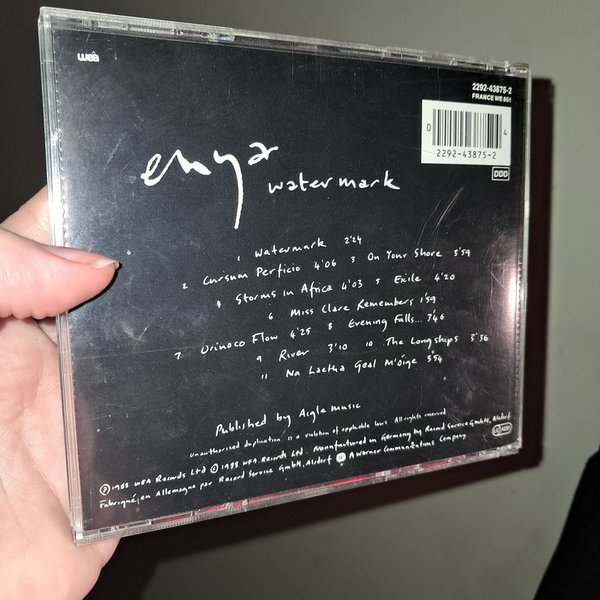 wea
2292-43875-2
FRANCE WE 851
0 4
2292-43875-2
DDD
enya
watermark
1 Watermark 2'24
2 Cursum Perficio 4'06 3 On Your Shore 3'59
4 Storms in Africa 4'03 5 Exile 4'20
6 Miss Clare Remembers 1'59
7 Orinoco Flow 4'25 8 Evening Falls... 3'46
9 River 3'10 10 The Longships 3'36
11 Na Laetha Geal M'óige 3'54
Published by Aigle Music
Unauthorised duplication is a violation of applicable laws. All rights reserved
℗ 1988 WEA Records Ltd © 1988 WEA Records Ltd. Manufactured in Germany by Record Service GmbH, Alsdorf
Fabriqué en Allemagne par Record Service GmbH, Alsdorf A Warner Communications Company